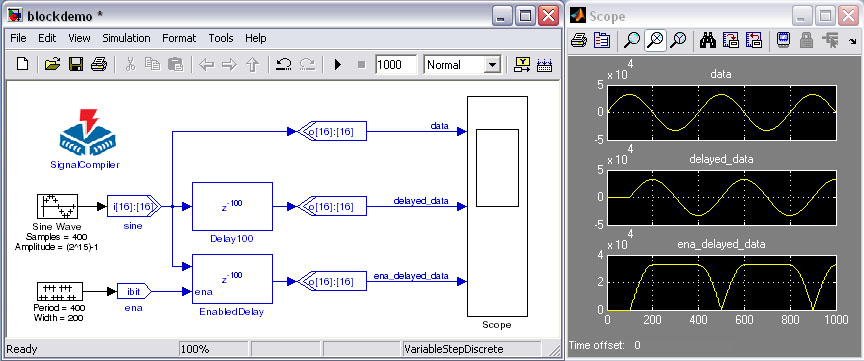 blockdemo *
File Edit View Simulation Format Tools Help
1000 Normal
SignalCompiler
Sine Wave
Samples = 400
Amplitude = (2^15)-1
i[16]:[16]
sine
Period = 400
Width = 200
ibit
ena
z-100
Delay100
z-100
ena
EnabledDelay
o[16]:[16]
data
o[16]:[16]
delayed_data
o[16]:[16]
ena_delayed_data
Scope
Ready 100% VariableStepDiscrete
Scope
x 10 4
data
5
0
-5
x 10 4
delayed_data
5
0
-5
x 10 4
ena_delayed_data
4
2
0
0 200 400 600 800 1000
Time offset: 0